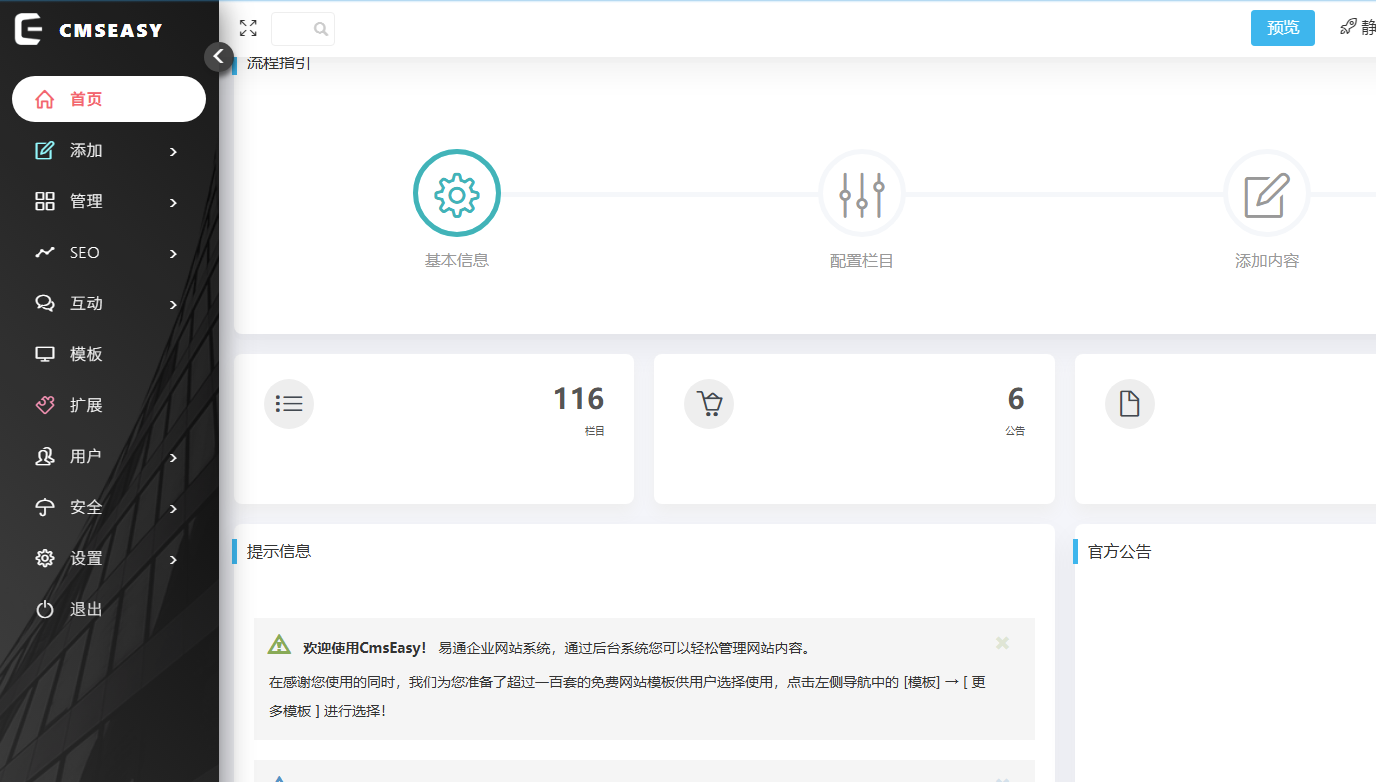 CMSEASY
预览
静
流程指引
首页
添加
管理
SEO
互动
模板
扩展
用户
安全
设置
退出
基本信息
配置栏目
添加内容
116
栏目
6
公告
提示信息
官方公告
欢迎使用CmsEasy! 易通企业网站系统，通过后台系统您可以轻松管理网站内容。
在感谢您使用的同时，我们为您准备了超过一百套的免费网站模板供用户选择使用，点击左侧导航中的 [模板] → [ 更
多模板 ] 进行选择!